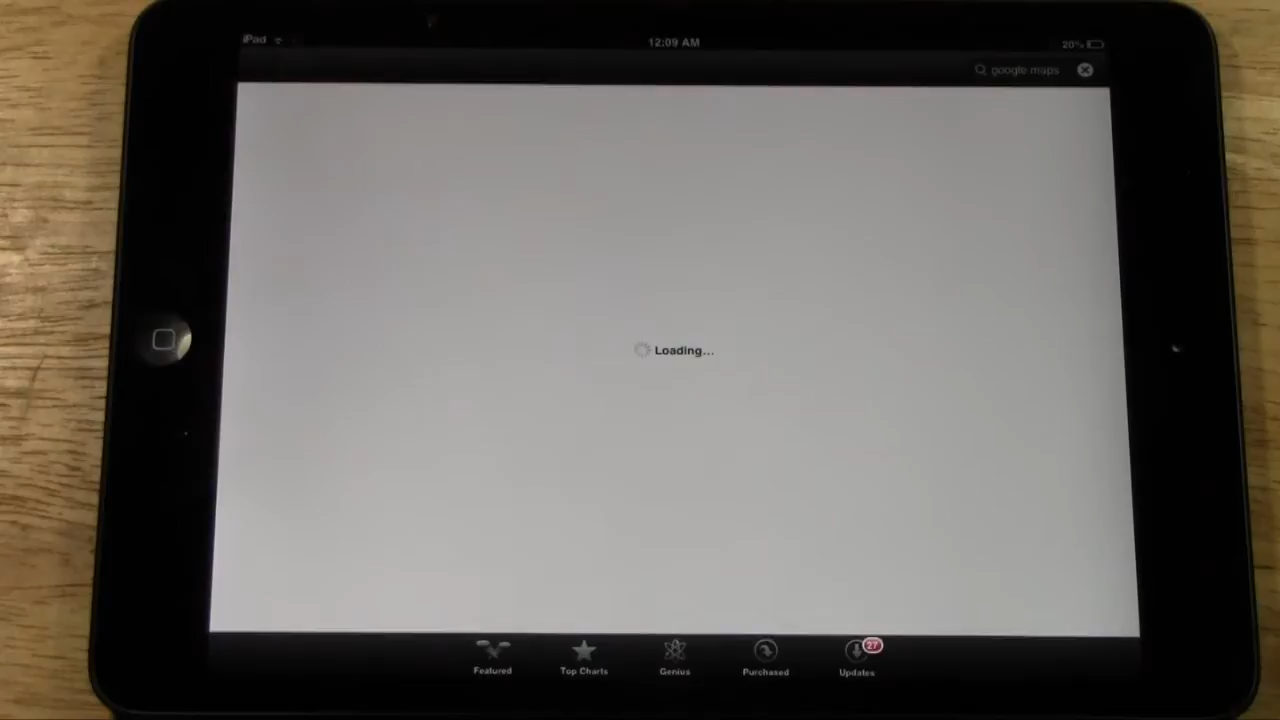 iPad
12:09 AM
20%
google maps
Loading...
Featured
Top Charts
Genius
Purchased
Updates
27